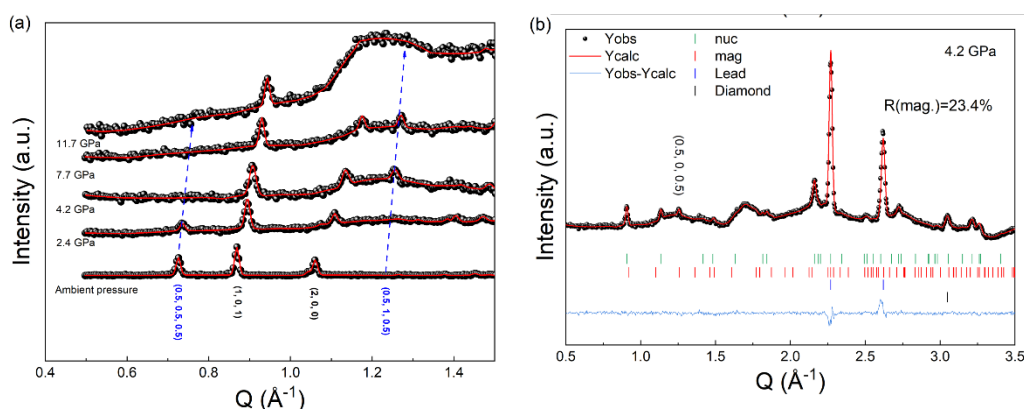 (a)
Intensity (a.u.)
11.7 GPa
7.7 GPa
4.2 GPa
2.4 GPa
Ambient pressure
(0.5, 0.5, 0.5)
(1, 0, 1)
(2, 0, 0)
(0.5, 1, 0.5)
0.4 0.6 0.8 1.0 1.2 1.4
Q (Å-1)
(b)
Yobs
Ycalc
Yobs-Ycalc
nuc
mag
Lead
Diamond
4.2 GPa
R(mag.)=23.4%
(0.5, 0, 0.5)
Intensity (a.u.)
0.5 1.0 1.5 2.0 2.5 3.0 3.5
Q (Å-1)